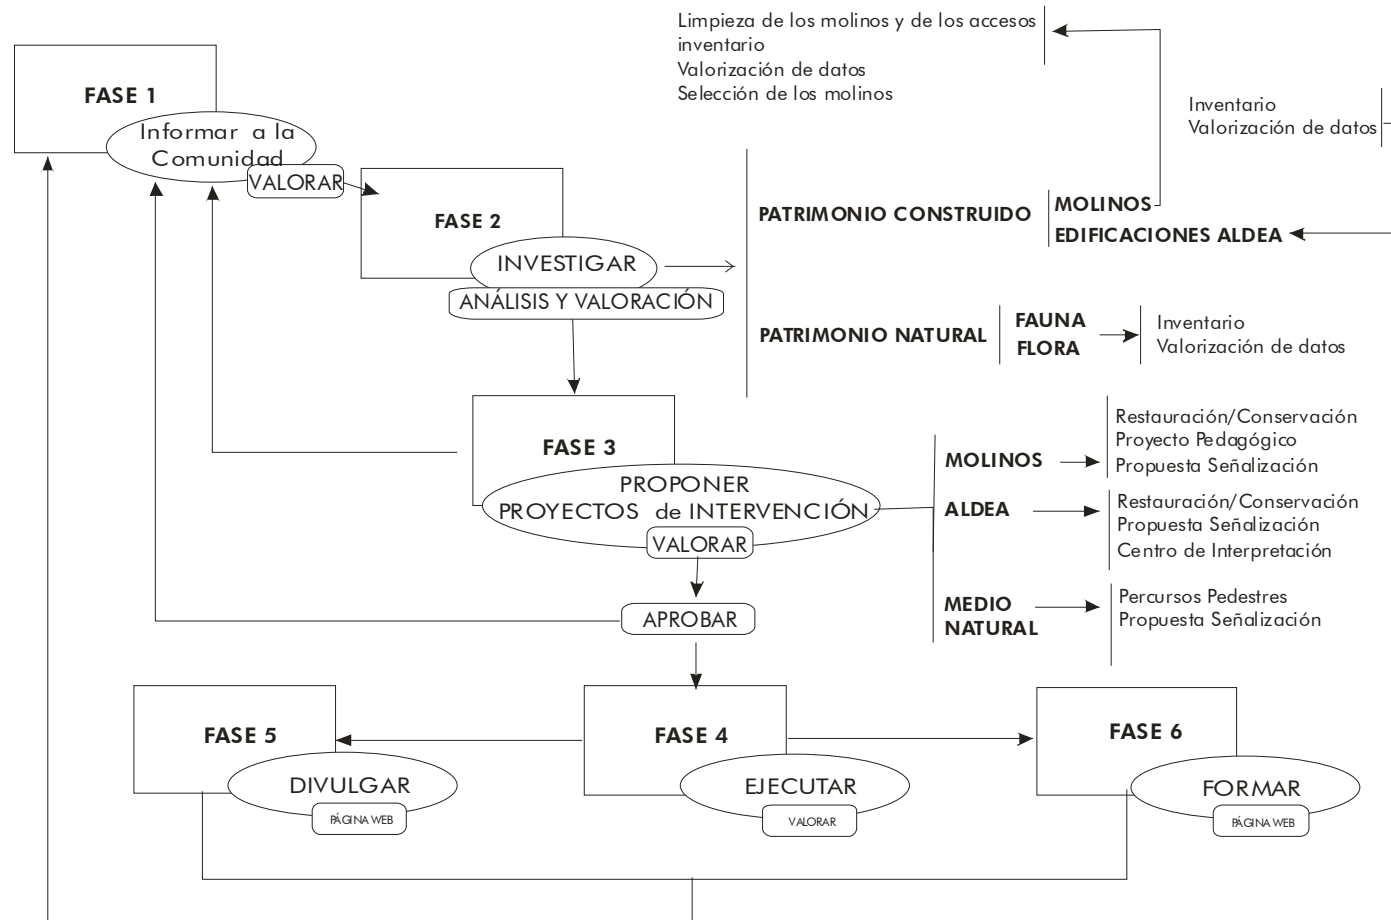 Limpieza de los molinos y de los accesos
inventario
Valorización de datos
Selección de los molinos
Inventario
Valorización de datos
FASE 1
Informar a la
Comunidad
VALORAR
FASE 2
INVESTIGAR
ANÁLISIS Y VALORACIÓN
PATRIMONIO CONSTRUIDO
MOLINOS
EDIFICACIONES ALDEA
PATRIMONIO NATURAL
FAUNA
FLORA
Inventario
Valorización de datos
FASE 3
PROPONER
PROYECTOS de INTERVENCIÓN
VALORAR
MOLINOS
Restauración/Conservación
Proyecto Pedagógico
Propuesta Señalización
ALDEA
Restauración/Conservación
Propuesta Señalización
Centro de Interpretación
MEDIO
NATURAL
Percursos Pedestres
Propuesta Señalización
APROBAR
FASE 5
DIVULGAR
PÁGINA WEB
FASE 4
EJECUTAR
VALORAR
FASE 6
FORMAR
PÁGINA WEB